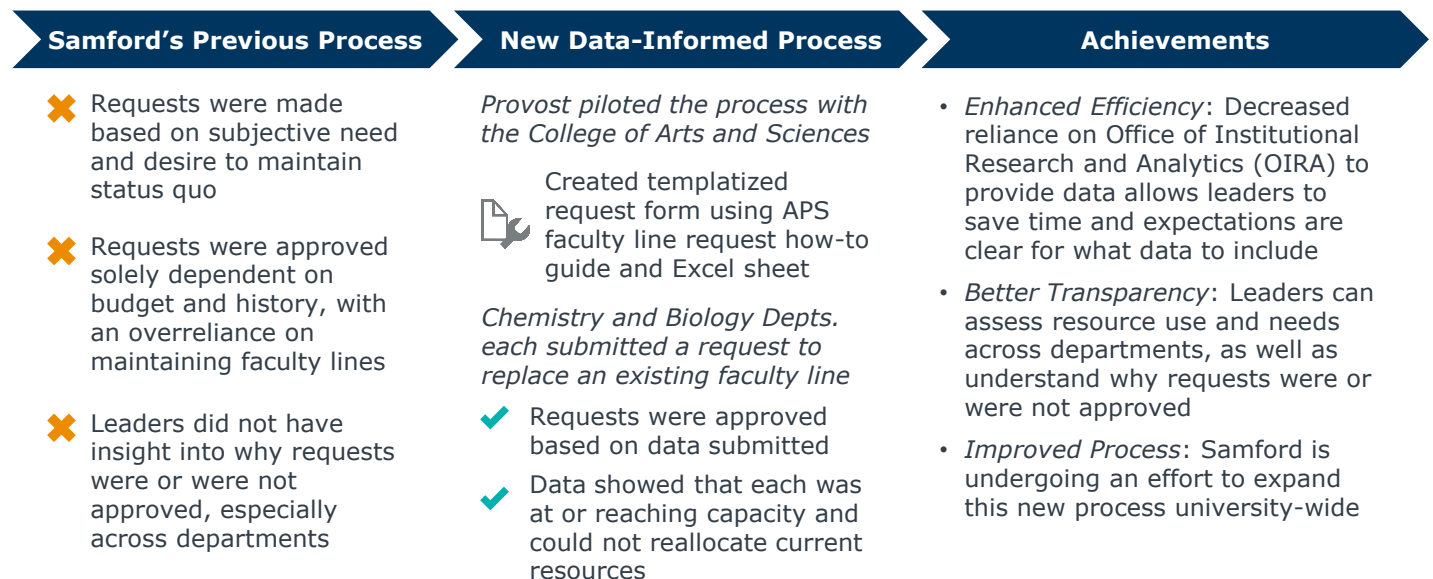 Samford's Previous Process
Requests were made
based on subjective need
and desire to maintain
status quo
Requests were approved
solely dependent on
budget and history, with
an overreliance on
maintaining faculty lines
Leaders did not have
insight into why requests
were or were not
approved, especially
across departments
New Data-Informed Process
Provost piloted the process with
the College of Arts and Sciences
Created templatized
request form using APS
faculty line request how-to
guide and Excel sheet
Chemistry and Biology Depts.
each submitted a request to
replace an existing faculty line
Requests were approved
based on data submitted
Data showed that each was
at or reaching capacity and
could not reallocate current
resources
Achievements
• Enhanced Efficiency: Decreased
reliance on Office of Institutional
Research and Analytics (OIRA) to
provide data allows leaders to
save time and expectations are
clear for what data to include
• Better Transparency: Leaders can
assess resource use and needs
across departments, as well as
understand why requests were or
were not approved
• Improved Process: Samford is
undergoing an effort to expand
this new process university-wide